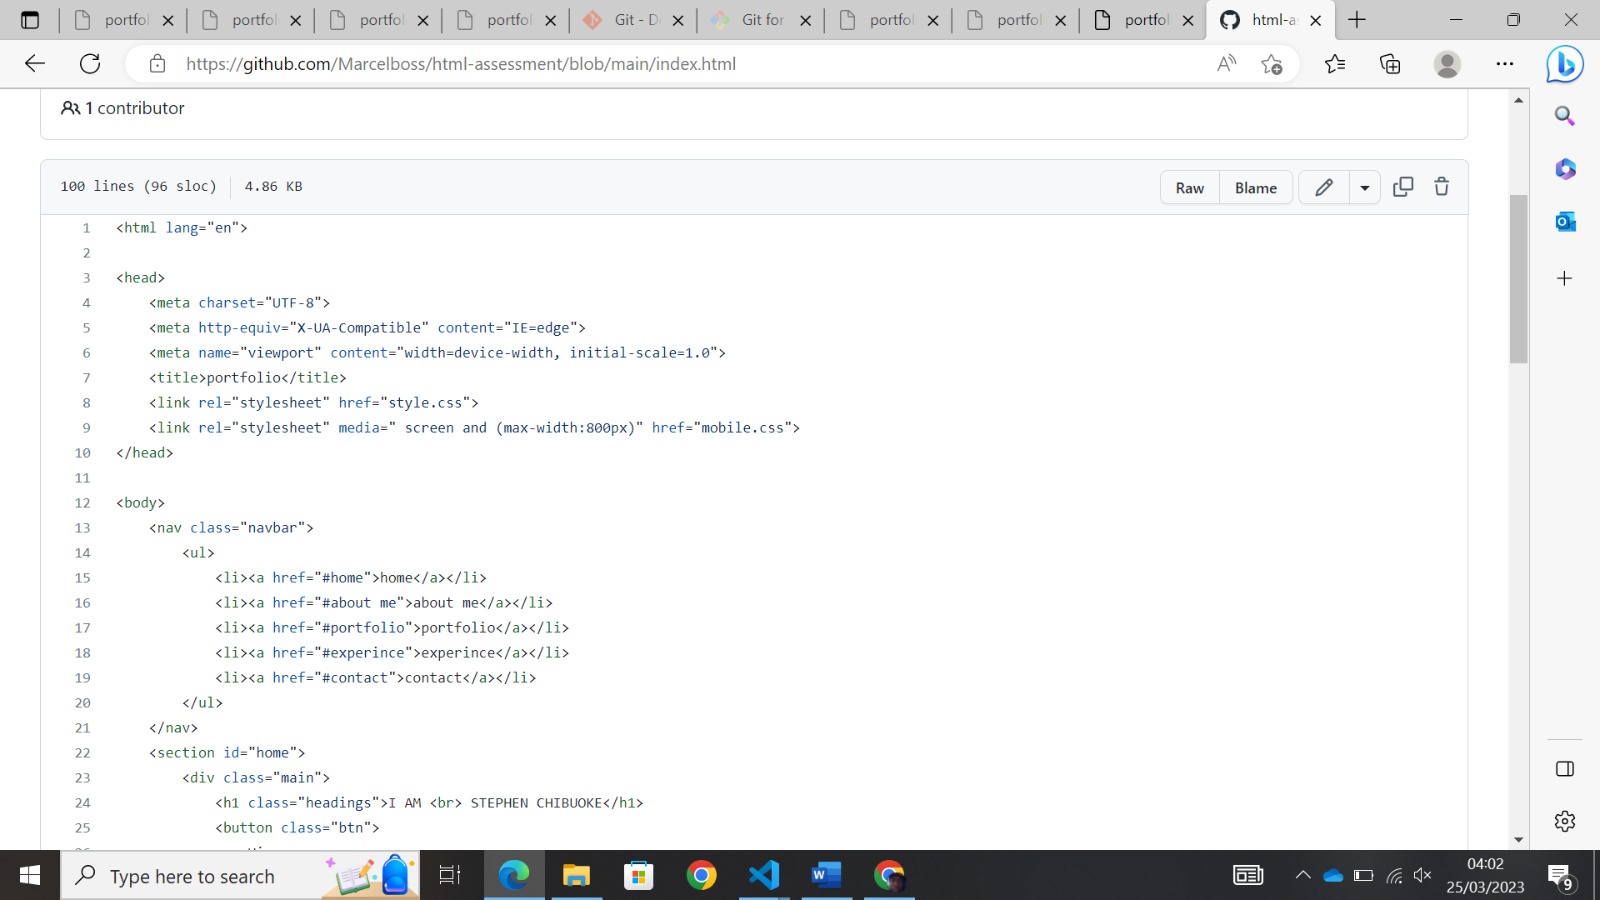 portfol portfol portfol portfol Git - D Git for portfol portfol portfol html-a
https://github.com/Marcelboss/html-assessment/blob/main/index.html
1 contributor
100 lines (96 sloc) 4.86 KB Raw Blame
1 <html lang="en">
2
3 <head>
4 <meta charset="UTF-8">
5 <meta http-equiv="X-UA-Compatible" content="IE=edge">
6 <meta name="viewport" content="width=device-width, initial-scale=1.0">
7 <title>portfolio</title>
8 <link rel="stylesheet" href="style.css">
9 <link rel="stylesheet" media=" screen and (max-width:800px)" href="mobile.css">
10 </head>
11
12 <body>
13 <nav class="navbar">
14 <ul>
15 <li><a href="#home">home</a></li>
16 <li><a href="#about me">about me</a></li>
17 <li><a href="#portfolio">portfolio</a></li>
18 <li><a href="#experince">experince</a></li>
19 <li><a href="#contact">contact</a></li>
20 </ul>
21 </nav>
22 <section id="home">
23 <div class="main">
24 <h1 class="headings">I AM <br> STEPHEN CHIBUOKE</h1>
25 <button class="btn">
Type here to search
04:02
25/03/2023
9